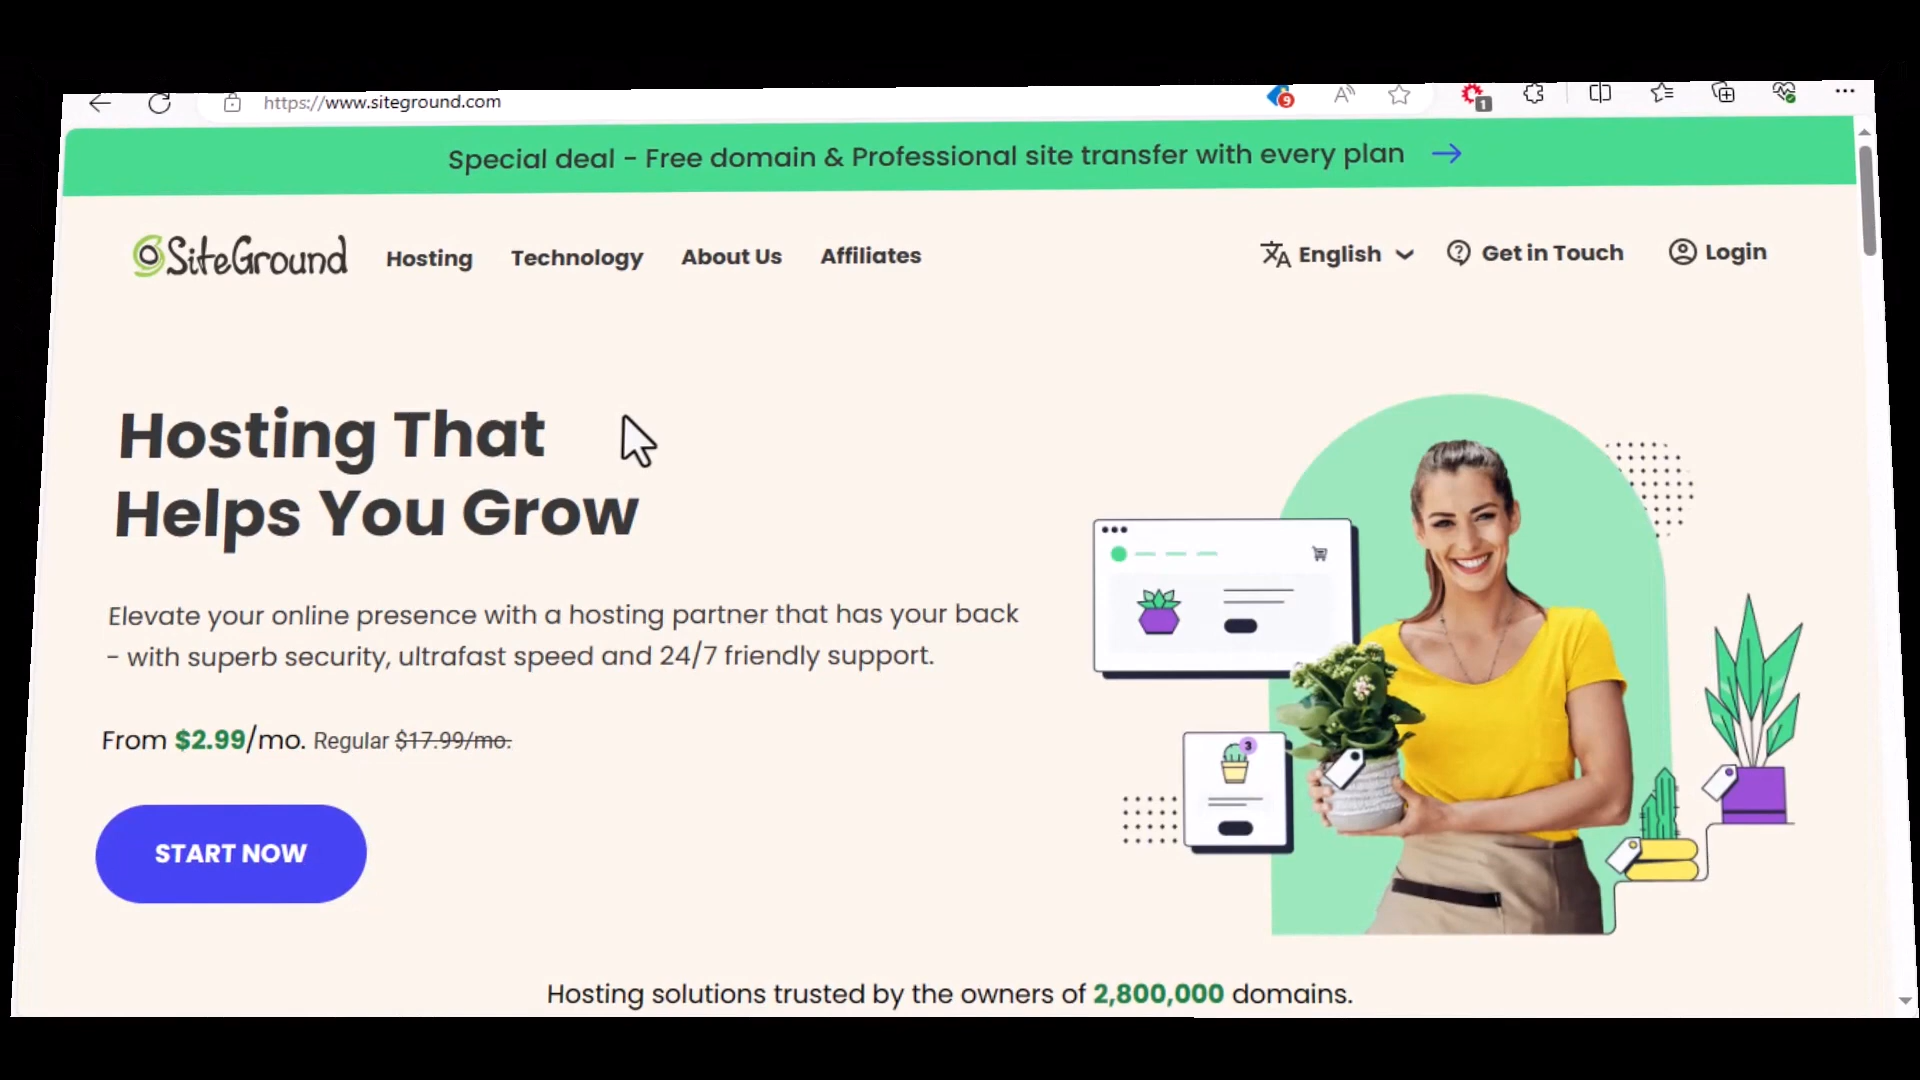 https://www.siteground.com
9
1
Special deal - Free domain & Professional site transfer with every plan
SiteGround Hosting Technology About Us Affiliates English Get in Touch Login
Hosting That
Helps You Grow
Elevate your online presence with a hosting partner that has your back
- with superb security, ultrafast speed and 24/7 friendly support.
From $2.99/mo. Regular $17.99/mo.
3
START NOW
Hosting solutions trusted by the owners of 2,800,000 domains.